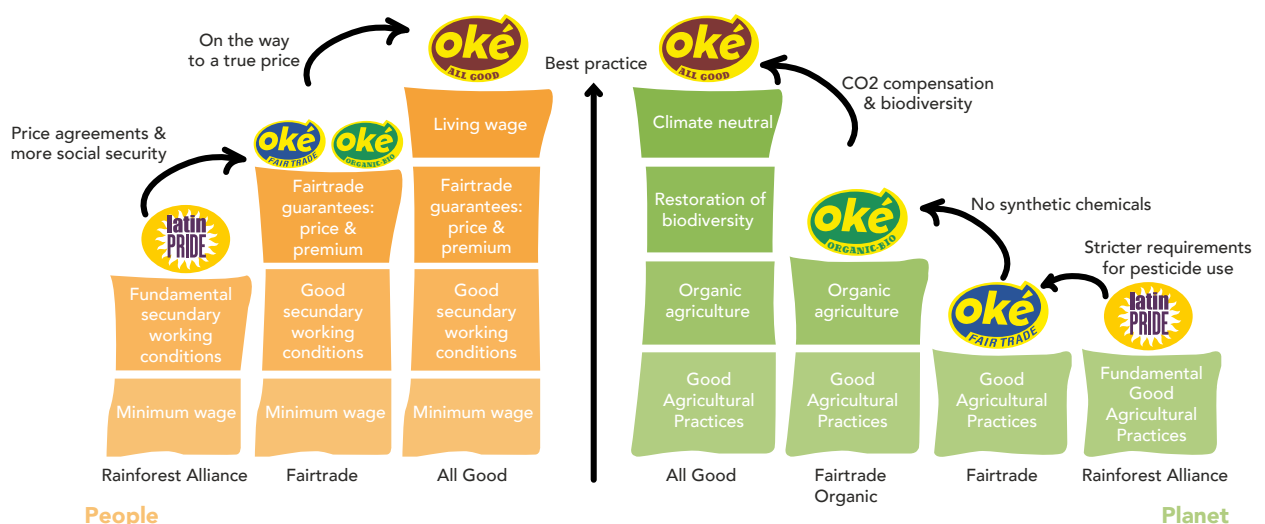 On the way
to a true price
oké
ALL GOOD
Price agreements &
more social security
oké
FAIR TRADE
oké
ORGANIC·BIO
latin
PRIDE
Living wage
Fairtrade
guarantees:
price &
premium
Fairtrade
guarantees:
price &
premium
Fundamental
secundary
working
conditions
Good
secundary
working
conditions
Good
secundary
working
conditions
Minimum wage
Minimum wage
Minimum wage
Rainforest Alliance
Fairtrade
All Good
People
Best practice
oké
ALL GOOD
CO2 compensation
& biodiversity
Climate neutral
Restoration of
biodiversity
oké
ORGANIC·BIO
No synthetic chemicals
Stricter requirements
for pesticide use
Organic
agriculture
Organic
agriculture
oké
FAIR TRADE
latin
PRIDE
Good
Agricultural
Practices
Good
Agricultural
Practices
Good
Agricultural
Practices
Fundamental
Good
Agricultural
Practices
All Good
Fairtrade
Organic
Fairtrade
Rainforest Alliance
Planet